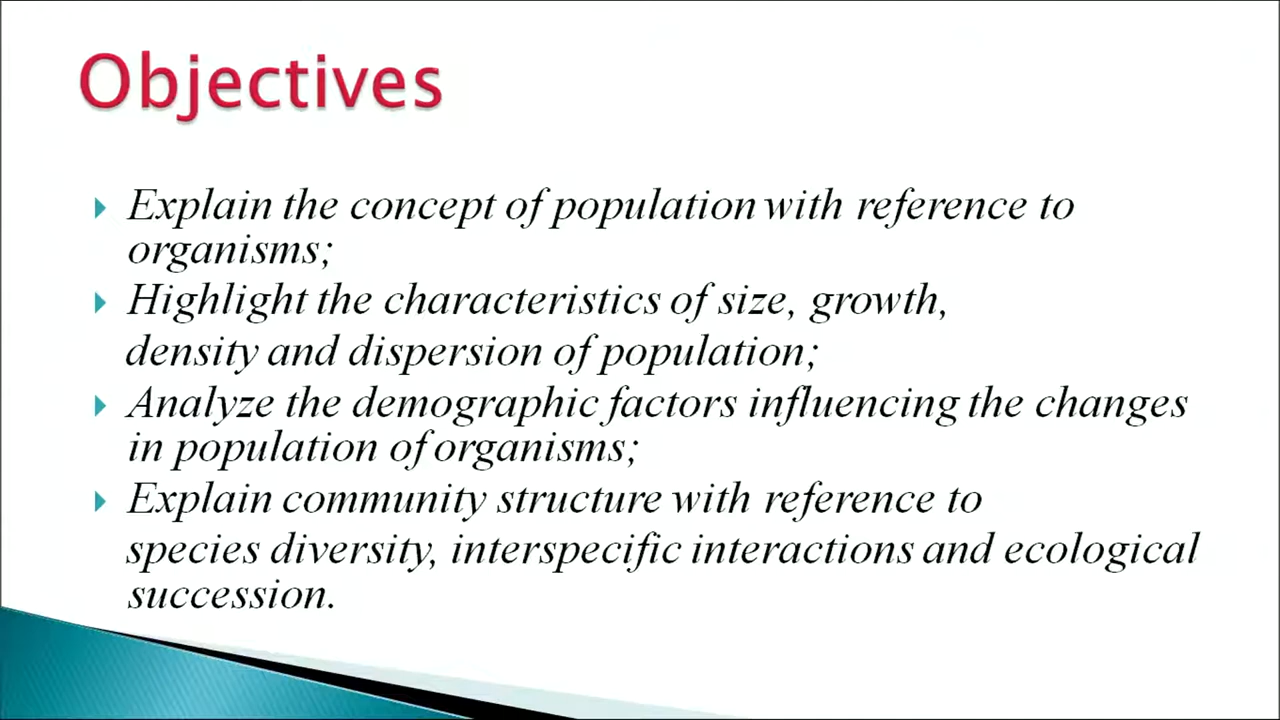 Objectives
Explain the concept of population with reference to
organisms;
Highlight the characteristics of size, growth,
density and dispersion of population;
Analyze the demographic factors influencing the changes
in population of organisms;
Explain community structure with reference to
species diversity, interspecific interactions and ecological
succession.